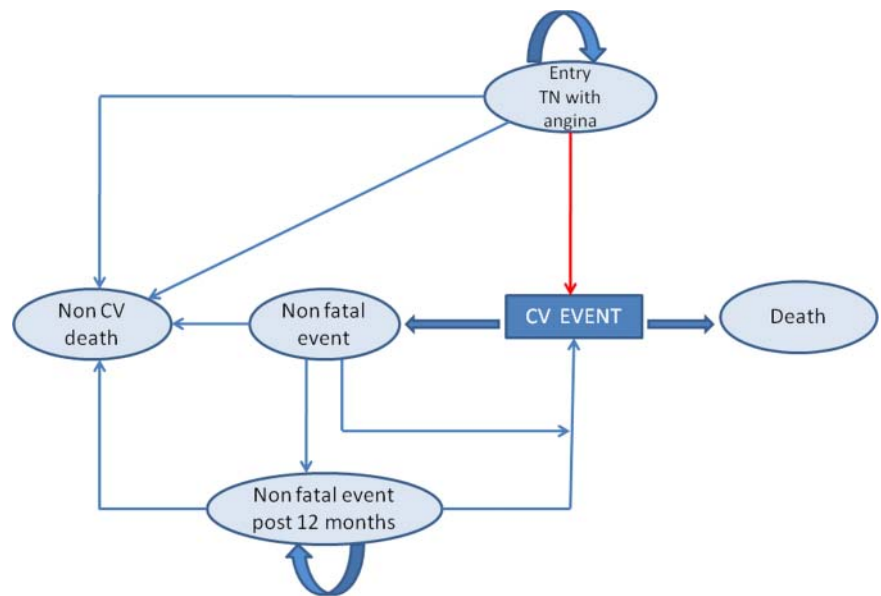 Entry
TN with
angina
Non CV
death
Non fatal
event
CV EVENT
Death
Non fatal event
post 12 months